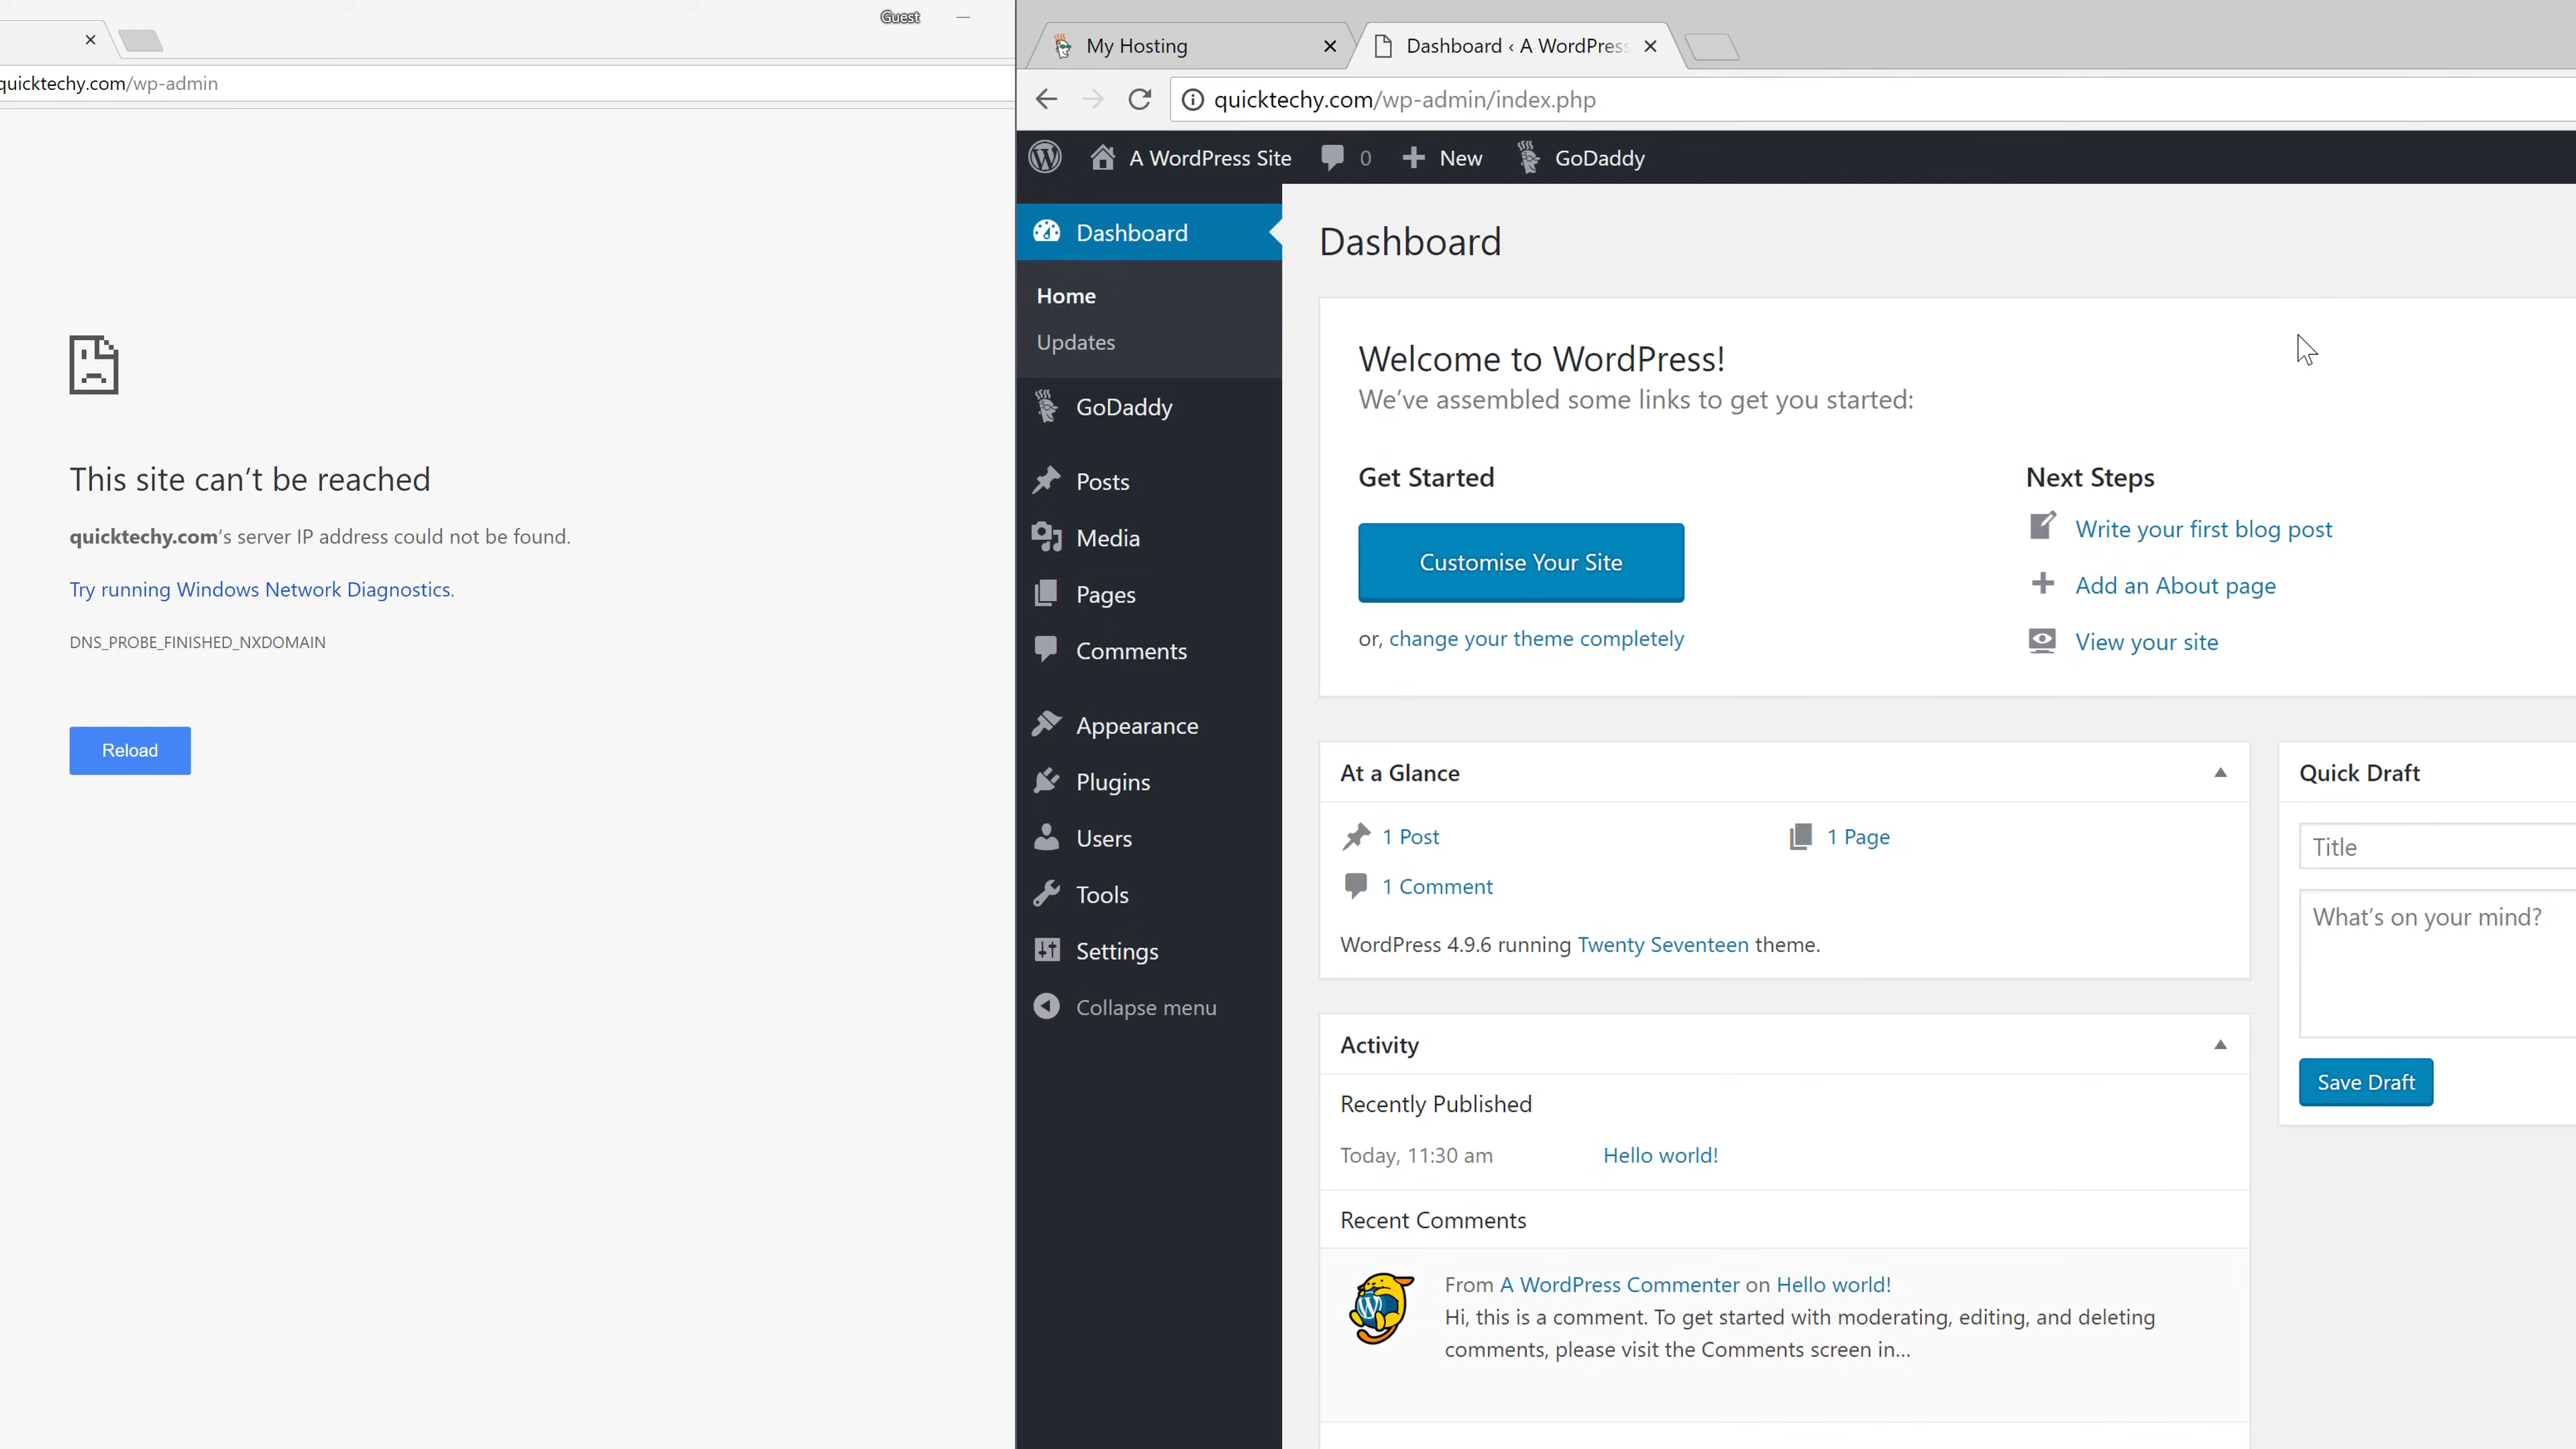 Guest
quicktechy.com/wp-admin
This site can't be reached
quicktechy.com's server IP address could not be found.
Try running Windows Network Diagnostics.
DNS_PROBE_FINISHED_NXDOMAIN
Reload
My Hosting
Dashboard ‹ A WordPress
quicktechy.com/wp-admin/index.php
A WordPress Site 0 New GoDaddy
Dashboard
Home
Updates
GoDaddy
Posts
Media
Pages
Comments
Appearance
Plugins
Users
Tools
Settings
Collapse menu
Dashboard
Welcome to WordPress!
We've assembled some links to get you started:
Get Started
Customise Your Site
or, change your theme completely
Next Steps
Write your first blog post
Add an About page
View your site
At a Glance
1 Post
1 Page
1 Comment
WordPress 4.9.6 running Twenty Seventeen theme.
Activity
Recently Published
Today, 11:30 am Hello world!
Recent Comments
From A WordPress Commenter on Hello world!
Hi, this is a comment. To get started with moderating, editing, and deleting
comments, please visit the Comments screen in...
Quick Draft
Title
What's on your mind?
Save Draft